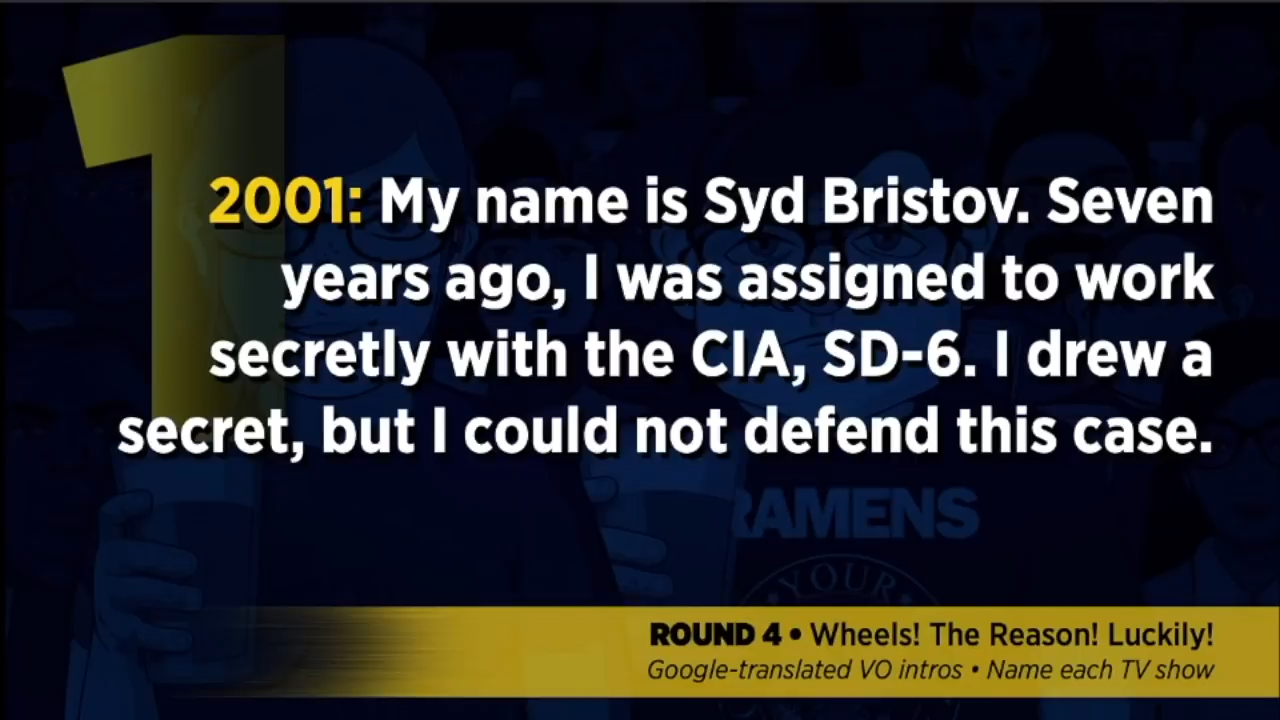 1
2001: My name is Syd Bristov. Seven
years ago, I was assigned to work
secretly with the CIA, SD-6. I drew a
secret, but I could not defend this case.
RAMENS
YOUR
ROUND 4 • Wheels! The Reason! Luckily!
Google-translated VO intros • Name each TV show